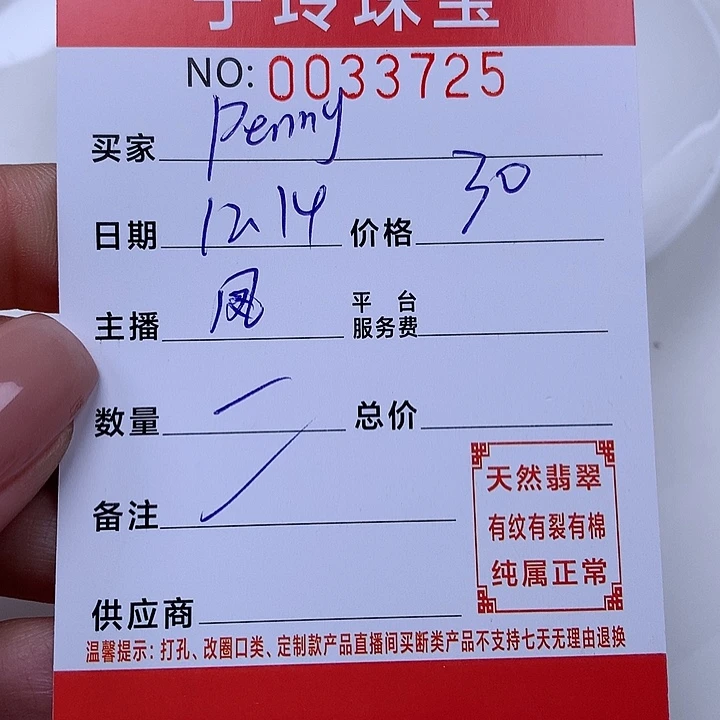 玲珠宝
NO: 0033725
买家 Penny
日期 12.14 价格 30
主播 凤 平台服务费
数量 一 总价
备注
天然翡翠
有纹有裂有棉
纯属正常
供应商
温馨提示：打孔、改圈口类、定制款产品直播间买断类产品不支持七天无理由退换